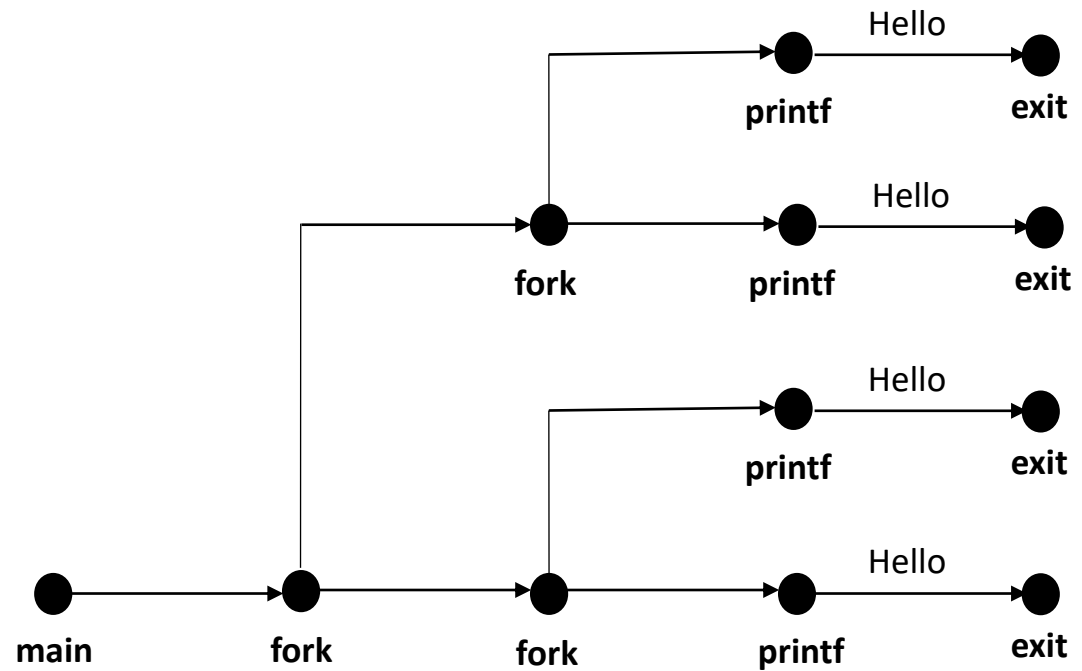 Hello
printf exit
Hello
fork printf exit
Hello
printf exit
Hello
main fork fork printf exit